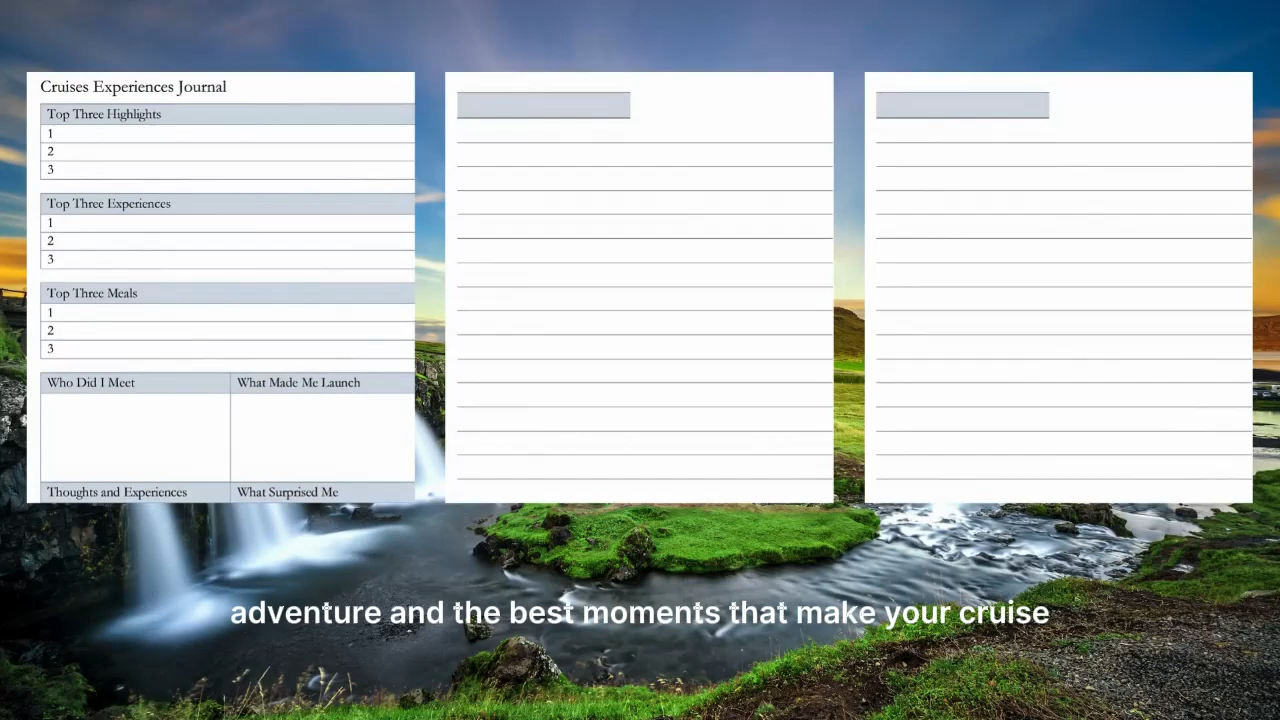 Cruises Experiences Journal
Top Three Highlights
1
2
3
Top Three Experiences
1
2
3
Top Three Meals
1
2
3
Who Did I Meet
What Made Me Launch
Thoughts and Experiences
What Surprised Me
adventure and the best moments that make your cruise